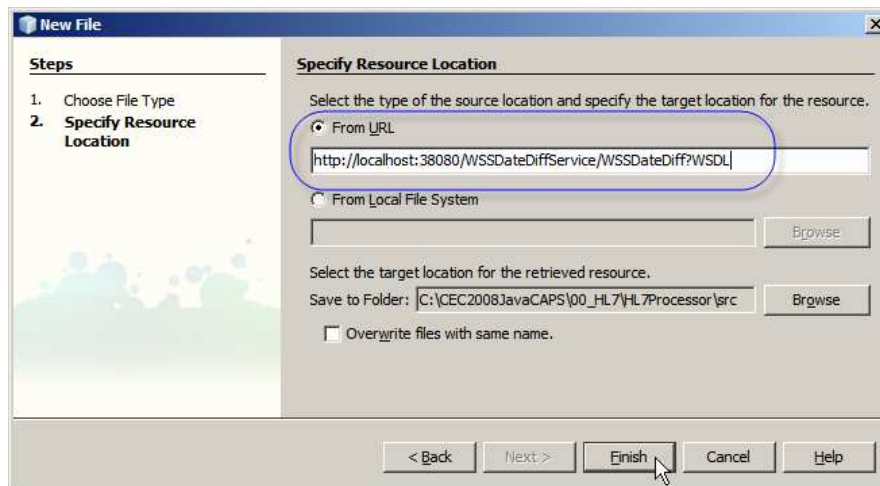 New File
Steps
1. Choose File Type
2. Specify Resource
Location
Specify Resource Location
Select the type of the source location and specify the target location for the resource.
From URL
http://localhost:38080/WSSDateDiffService/WSSDateDiff?WSDL
From Local File System
Browse
Select the target location for the retrieved resource.
Save to Folder: C:\CEC2008JavaCAPS\00_HL7\HL7Processor\src Browse
Overwrite files with same name.
< Back Next > Finish Cancel Help